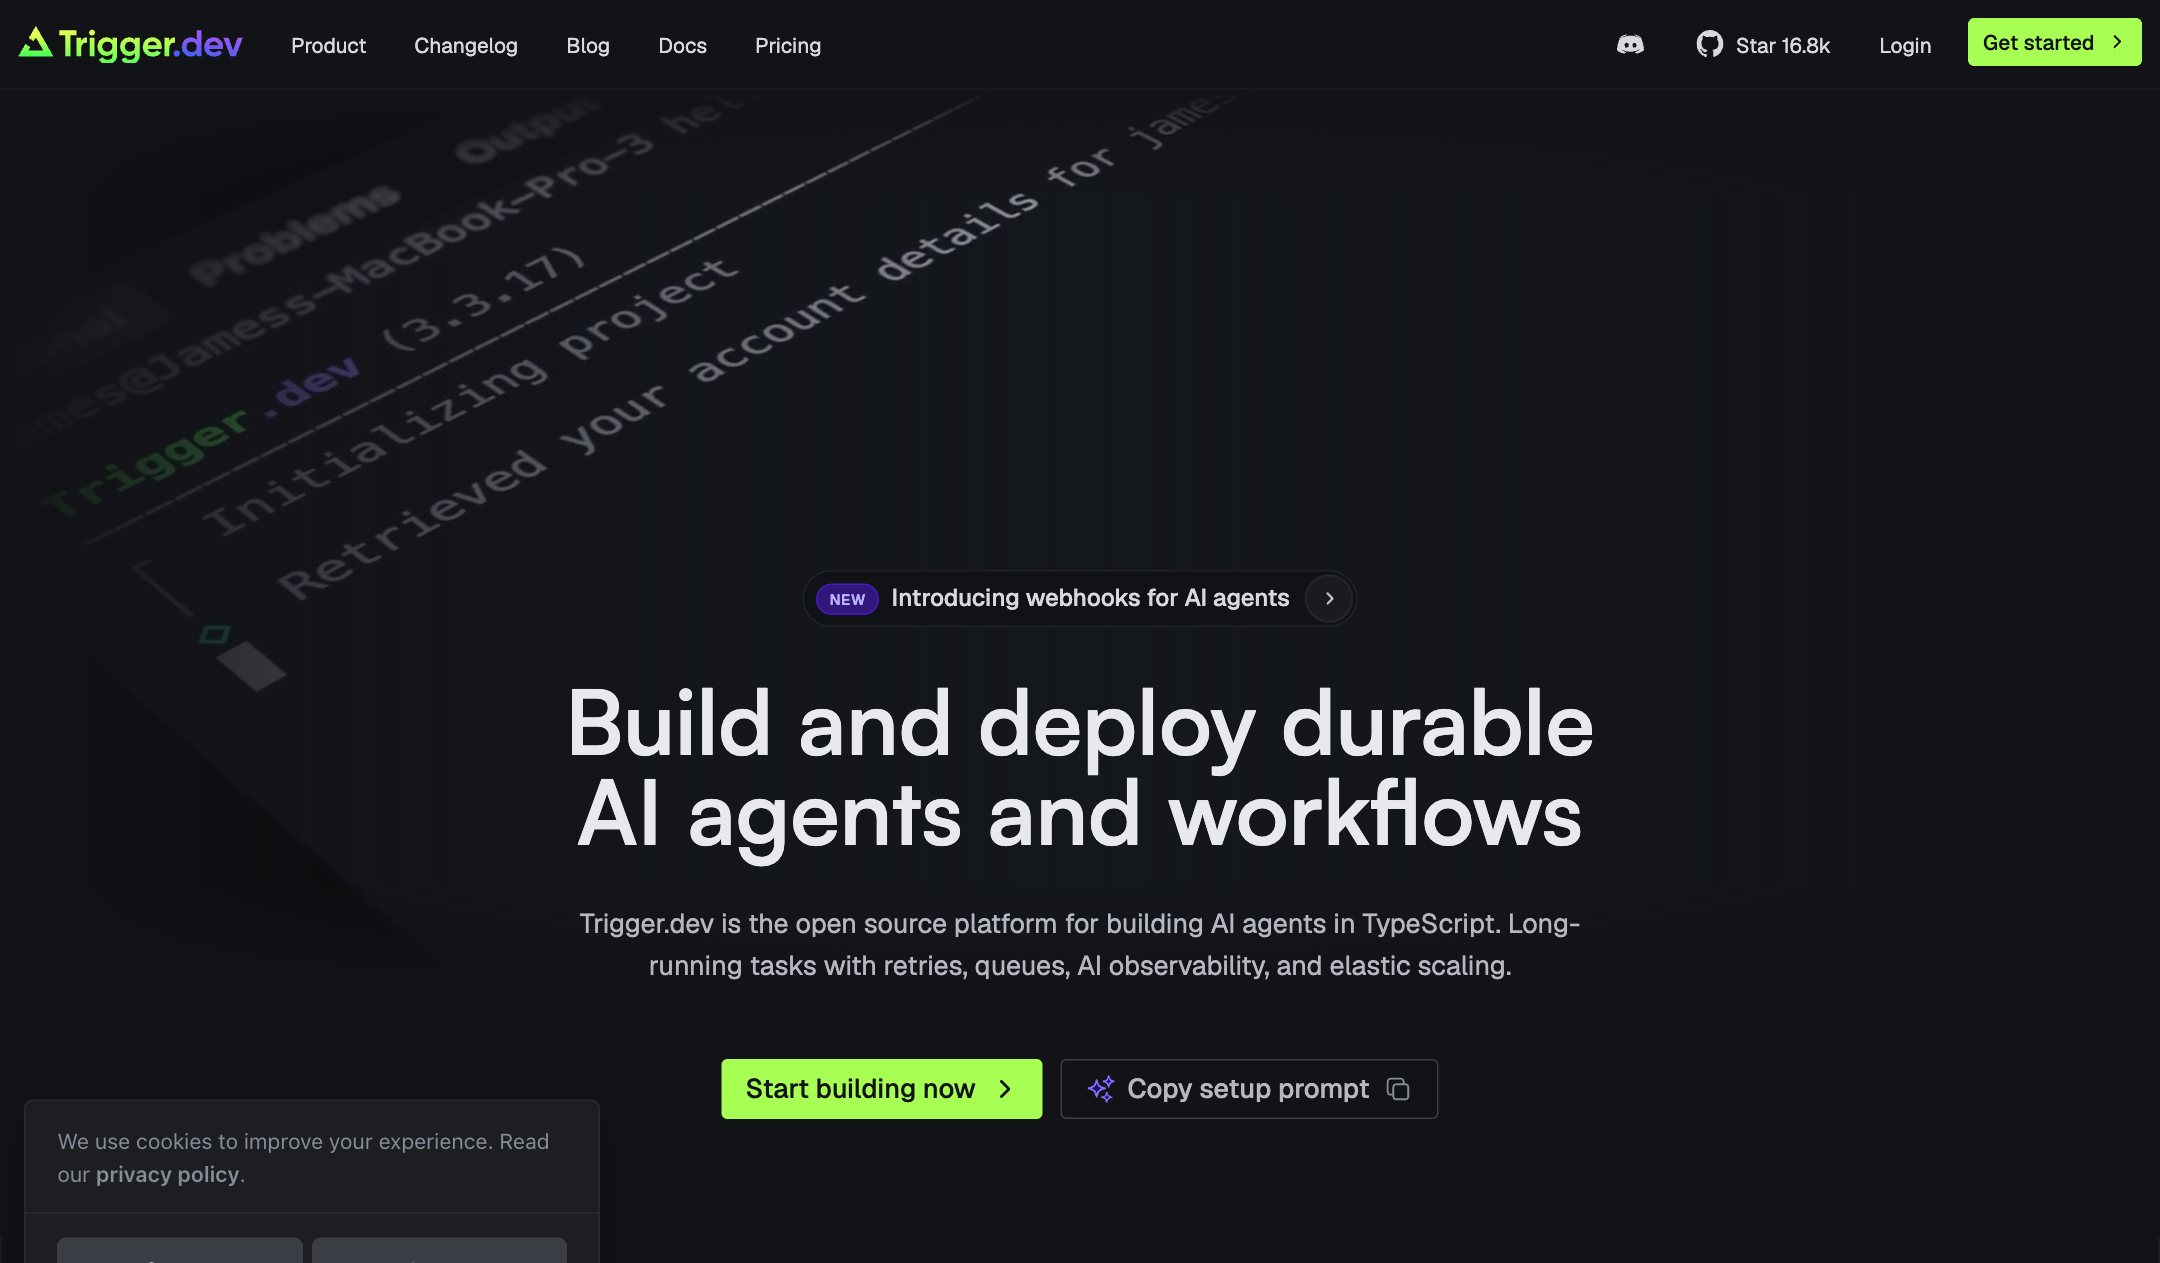 Trigger.dev
Product
Changelog
Blog
Docs
Pricing
Star 16.8k
Login
Get started
Problems Output
James@Jamess-MacBook-Pro-3
Trigger.dev (3.3.17)
Initializing project
Retrieved your account details for james
NEW Introducing webhooks for AI agents
Build and deploy durable
AI agents and workflows
Trigger.dev is the open source platform for building AI agents in TypeScript. Long-
running tasks with retries, queues, AI observability, and elastic scaling.
Start building now
Copy setup prompt
We use cookies to improve your experience. Read
our privacy policy.